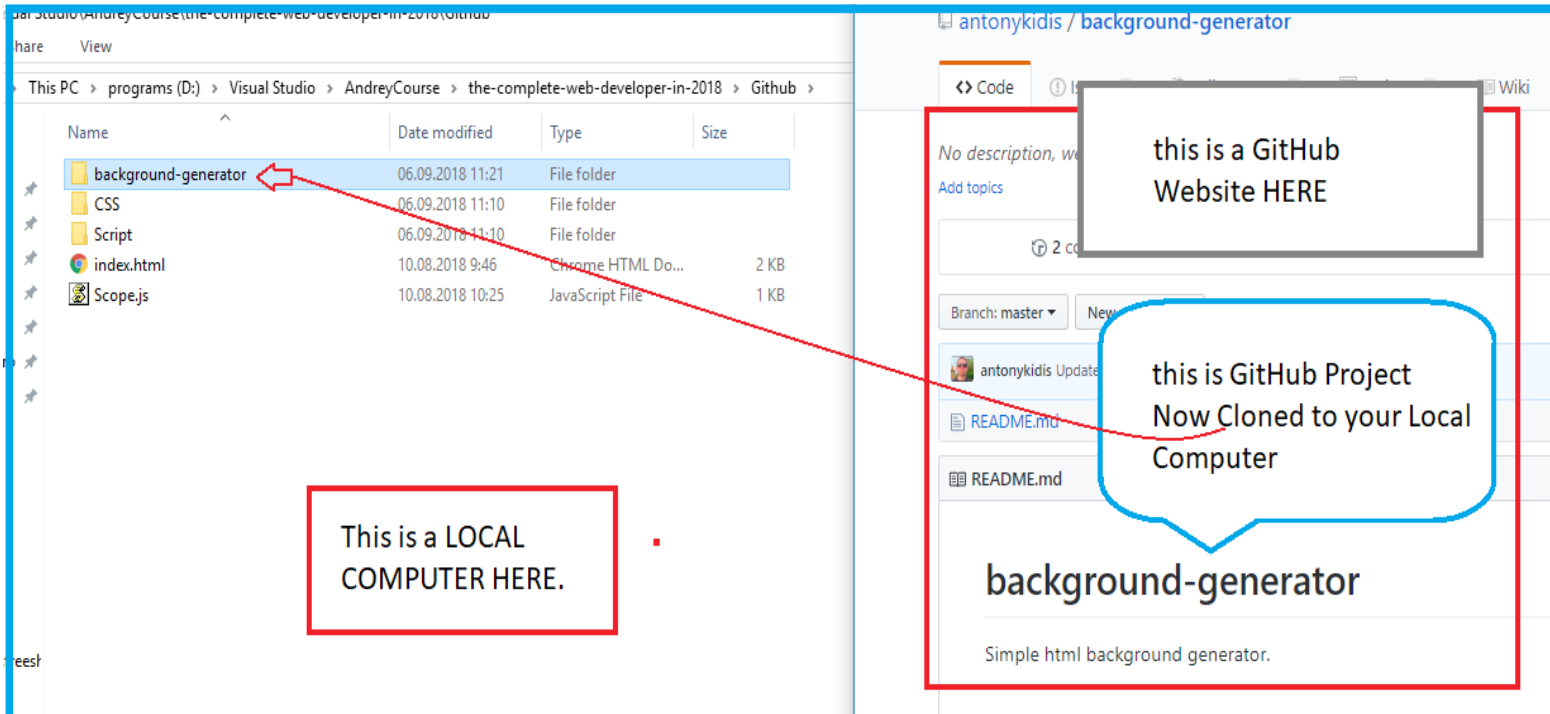 Studio\AndreyCourse\the-complete-web-developer-in-2018\Github
View
This PC > programs (D:) > Visual Studio > AndreyCourse > the-complete-web-developer-in-2018 > Github >
Name Date modified Type Size
background-generator 06.09.2018 11:21 File folder
CSS 06.09.2018 11:10 File folder
Script 06.09.2018 11:10 File folder
index.html 10.08.2018 9:46 Chrome HTML Do... 2 KB
Scope.js 10.08.2018 10:25 JavaScript File 1 KB
This is a LOCAL
COMPUTER HERE.
antonykidis / background-generator
Code
Wiki
this is a GitHub
Website HERE
No description,
Add topics
2
Branch: master
New
antonykidis Update
README.md
this is GitHub Project
Now Cloned to your Local
Computer
README.md
background-generator
Simple html background generator.